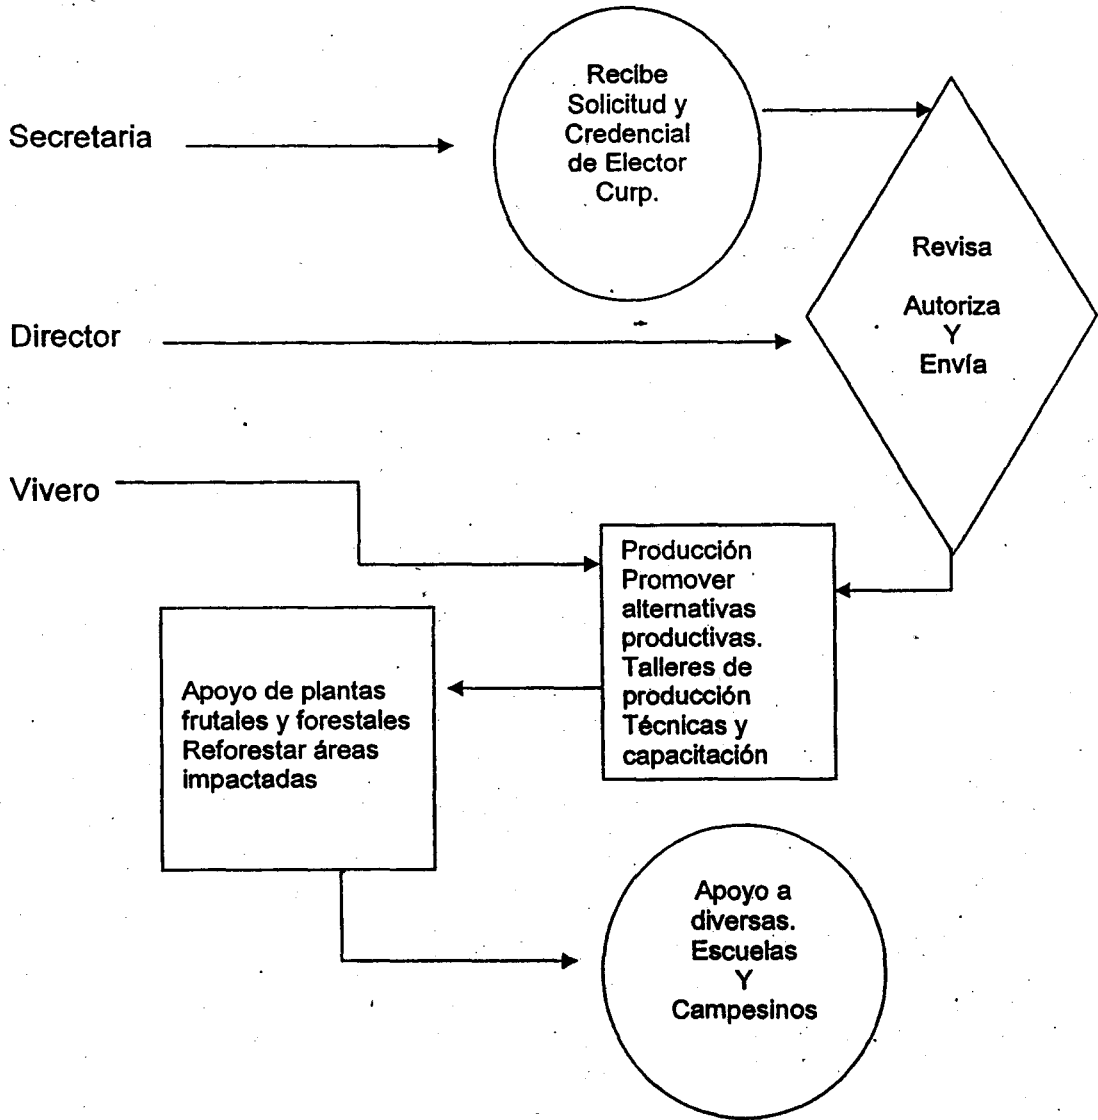 Secretaria
Recibe
Solicitud y
Credencial
de Elector
Curp.
Director
Revisa
Autoriza
Y
Envía
Vivero
Producción
Promover
alternativas
productivas.
Talleres de
producción
Técnicas y
capacitación
Apoyo de plantas
frutales y forestales
Reforestar áreas
impactadas
Apoyo a
diversas.
Escuelas
Y
Campesinos